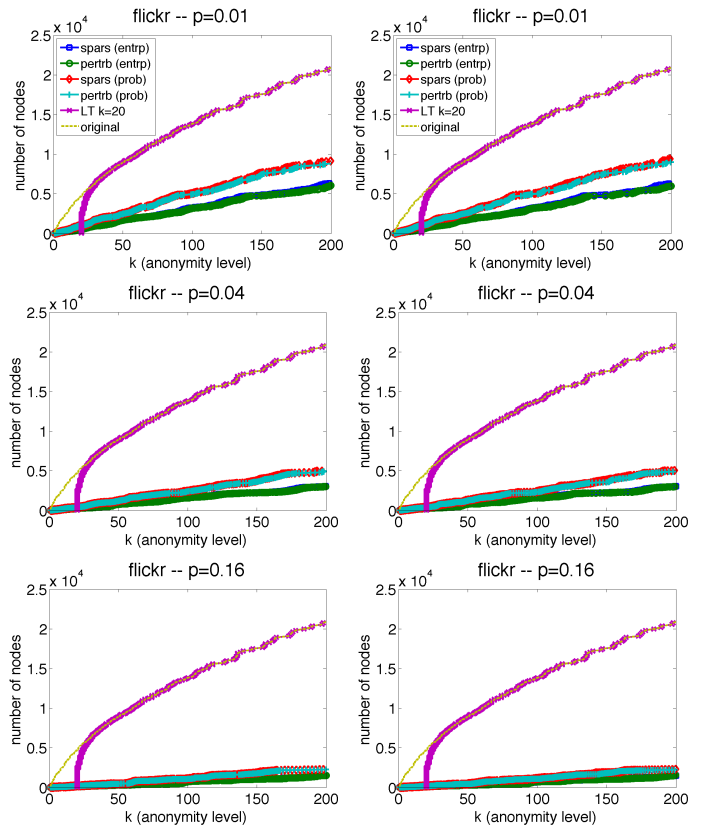 flickr -- p=0.01
x 10^4
2.5
2
1.5
1
0.5
0
number of nodes
spars (entrp)
pertrb (entrp)
spars (prob)
pertrb (prob)
LT k=20
original
0 50 100 150 200
k (anonymity level)
flickr -- p=0.01
x 10^4
2.5
2
1.5
1
0.5
0
number of nodes
spars (entrp)
pertrb (entrp)
spars (prob)
pertrb (prob)
LT k=20
original
0 50 100 150 200
k (anonymity level)
flickr -- p=0.04
x 10^4
2.5
2
1.5
1
0.5
0
number of nodes
0 50 100 150 200
k (anonymity level)
flickr -- p=0.04
x 10^4
2.5
2
1.5
1
0.5
0
number of nodes
0 50 100 150 200
k (anonymity level)
flickr -- p=0.16
x 10^4
2.5
2
1.5
1
0.5
0
number of nodes
0 50 100 150 200
k (anonymity level)
flickr -- p=0.16
x 10^4
2.5
2
1.5
1
0.5
0
number of nodes
0 50 100 150 200
k (anonymity level)